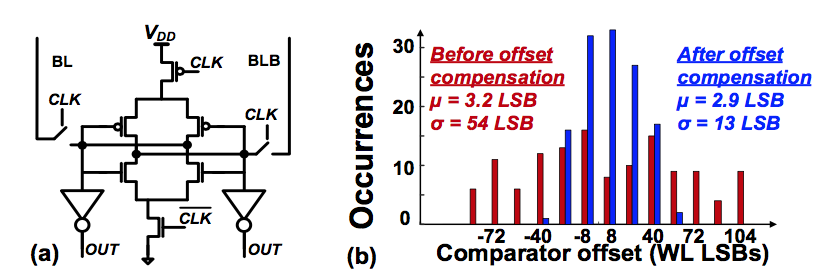 V_DD
CLK
BL
BLB
CLK
CLK
CLK
OUT
OUT
(a)
Occurrences
30
20
10
0
Before offset
compensation
μ = 3.2 LSB
σ = 54 LSB
After offset
compensation
μ = 2.9 LSB
σ = 13 LSB
-72 -40 -8 8 40 72 104
Comparator offset (WL LSBs)
(b)